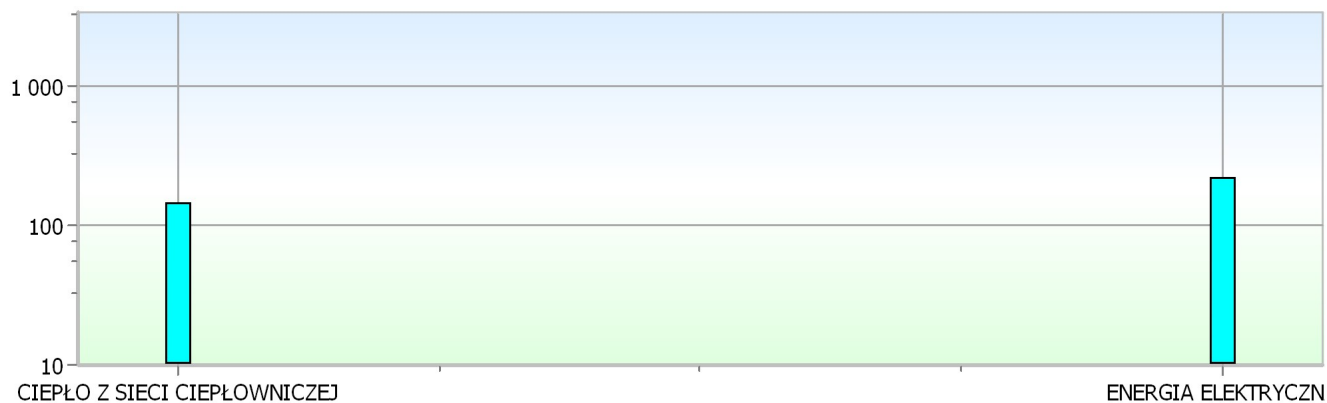 1 000
100
10
CIEPŁO Z SIECI CIEPŁOWNICZEJ
ENERGIA ELEKTRYCZN